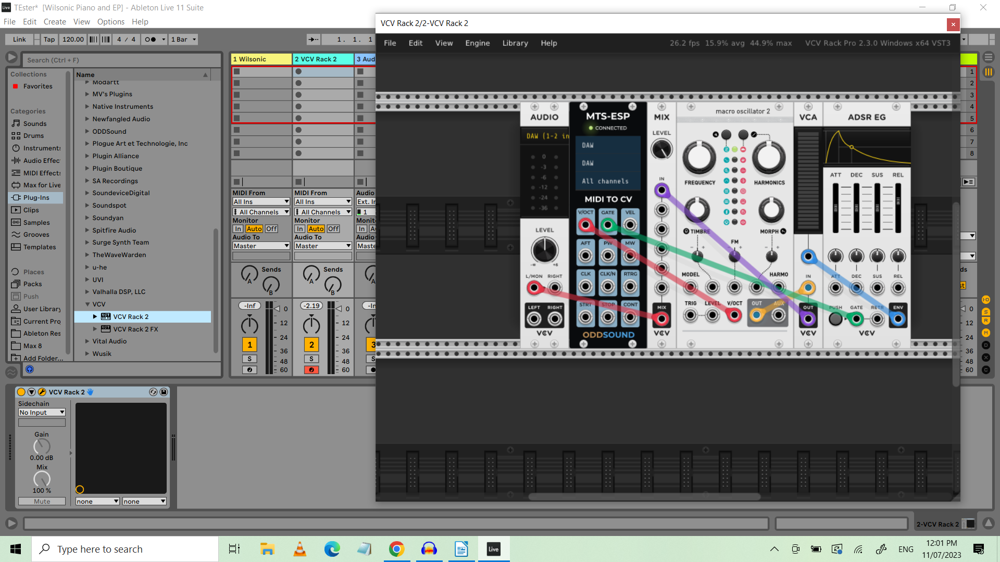 TEster* [Wilsonic Piano and EP] - Ableton Live 11 Suite
File Edit Create View Options Help
Link Tap 120.00 4 / 4 1 Bar 1. 1. 1
Search (Ctrl + F)
Collections
Favorites
Categories
Sounds
Drums
Instruments
Audio Effec
MIDI Effects
Max for Live
Plug-Ins
Clips
Samples
Grooves
Templates
Places
Packs
Push
User Library
Current Pro
Ableton Res
Max 8
Add Folder...
Name
Modartt
MV's Plugins
Native Instruments
Newfangled Audio
ODDSound
Plogue Art et Technologie, Inc
Plugin Alliance
Plugin Boutique
SA Recordings
SoundeviceDigital
Soundspot
Soundyan
Spitfire Audio
Surge Synth Team
TheWaveWarden
u-he
UVI
Valhalla DSP, LLC
VCV
VCV Rack 2
VCV Rack 2 FX
Vital Audio
Wusik
1 Wilsonic 2 VCV Rack 2 3 Aud
MIDI From MIDI From Audio
All Ins All Ins Ext. In
All Channels All Channels 1
Monitor Monitor Monito
In Auto Off In Auto Off In A
Audio To Audio To Audio
Master Master Maste
Sends Sends
A B A B A
-Inf -2.19 -In
0 12 24 36 48 60
0 12 24 36 48 60
1 2 3
S S S
VCV Rack 2/2-VCV Rack 2
File Edit View Engine Library Help 26.2 fps 15.9% avg 44.9% max VCV Rack Pro 2.3.0 Windows x64 VST3
AUDIO
DAW (1-2 in
0
-3
-6
-12
-24
-36
LEVEL
-∞ +6
L/MON RIGHT
LEFT RIGHT
VCV
MTS-ESP
CONNECTED
DAW
DAW
All channels
MIDI TO CV
V/OCT GATE VEL
AFT PW MW
CLK CLK/N RTRG
STRT STOP CONT
ODDSOUND
MIX
LEVEL
IN
MIX
VCV
macro oscillator 2
FREQUENCY HARMONICS
TIMBRE MORPH
FM
MODEL HARMO
TRIG LEVEL V/OCT OUT AUX
VCA
IN
OUT
VCV
ADSR EG
ATT DEC SUS REL
ATT DEC SUS REL
PUSH GATE RETR ENV
VCV
1
2
3
4
5
6
7
8
ds
st
0
12
24
36
48
60
I·O
S
R
M
D
X
C
VCV Rack 2
Sidechain
No Input
Gain
0.00 dB
Mix
100 %
Mute
none none
2-VCV Rack 2
Type here to search
Live
ENG
12:01 PM
11/07/2023